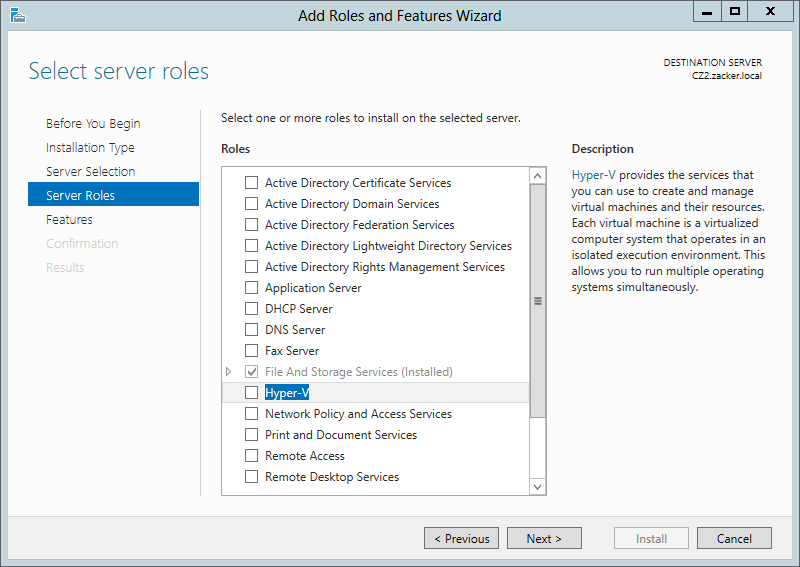 Add Roles and Features Wizard
Select server roles
DESTINATION SERVER
CZ2.zacker.local
Before You Begin
Installation Type
Server Selection
Server Roles
Features
Confirmation
Results
Select one or more roles to install on the selected server.
Roles
Active Directory Certificate Services
Active Directory Domain Services
Active Directory Federation Services
Active Directory Lightweight Directory Services
Active Directory Rights Management Services
Application Server
DHCP Server
DNS Server
Fax Server
File And Storage Services (Installed)
Hyper-V
Network Policy and Access Services
Print and Document Services
Remote Access
Remote Desktop Services
Description
Hyper-V provides the services that
you can use to create and manage
virtual machines and their resources.
Each virtual machine is a virtualized
computer system that operates in an
isolated execution environment. This
allows you to run multiple operating
systems simultaneously.
< Previous
Next >
Install
Cancel